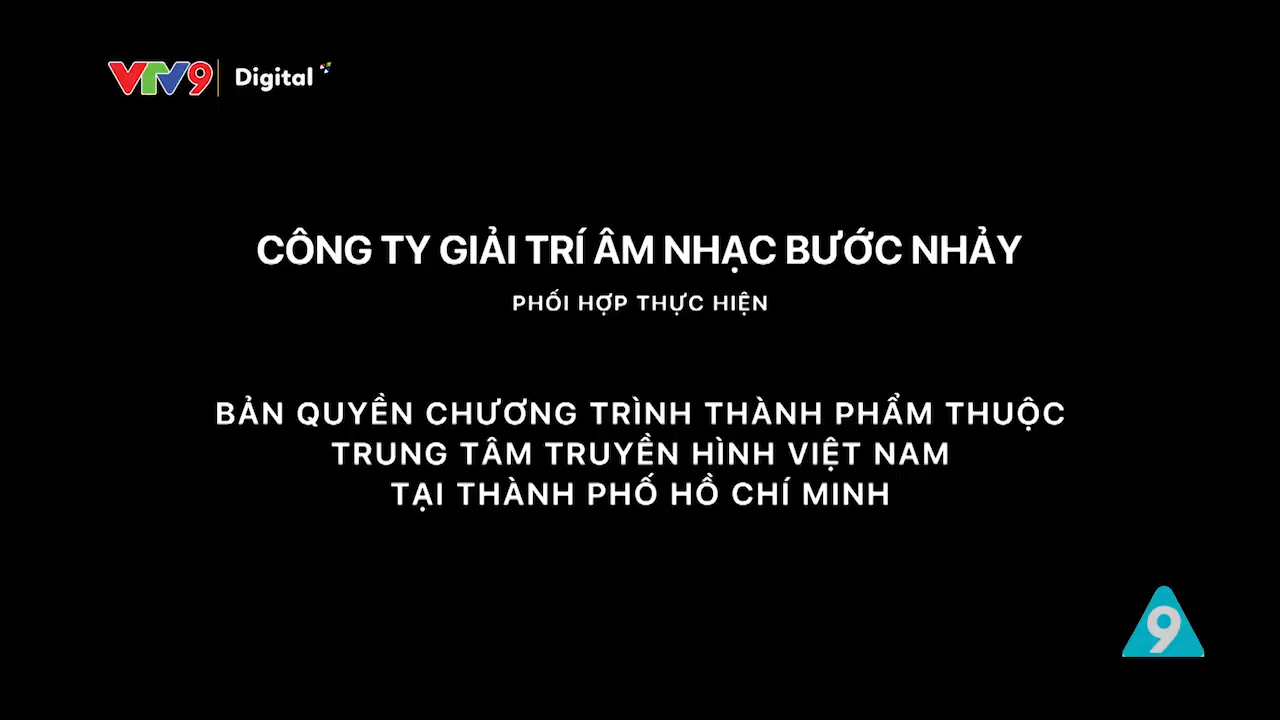 VTV9 Digital
CÔNG TY GIẢI TRÍ ÂM NHẠC BƯỚC NHẢY
PHỐI HỢP THỰC HIỆN
BẢN QUYỀN CHƯƠNG TRÌNH THÀNH PHẨM THUỘC
TRUNG TÂM TRUYỀN HÌNH VIỆT NAM
TẠI THÀNH PHỐ HỒ CHÍ MINH
9